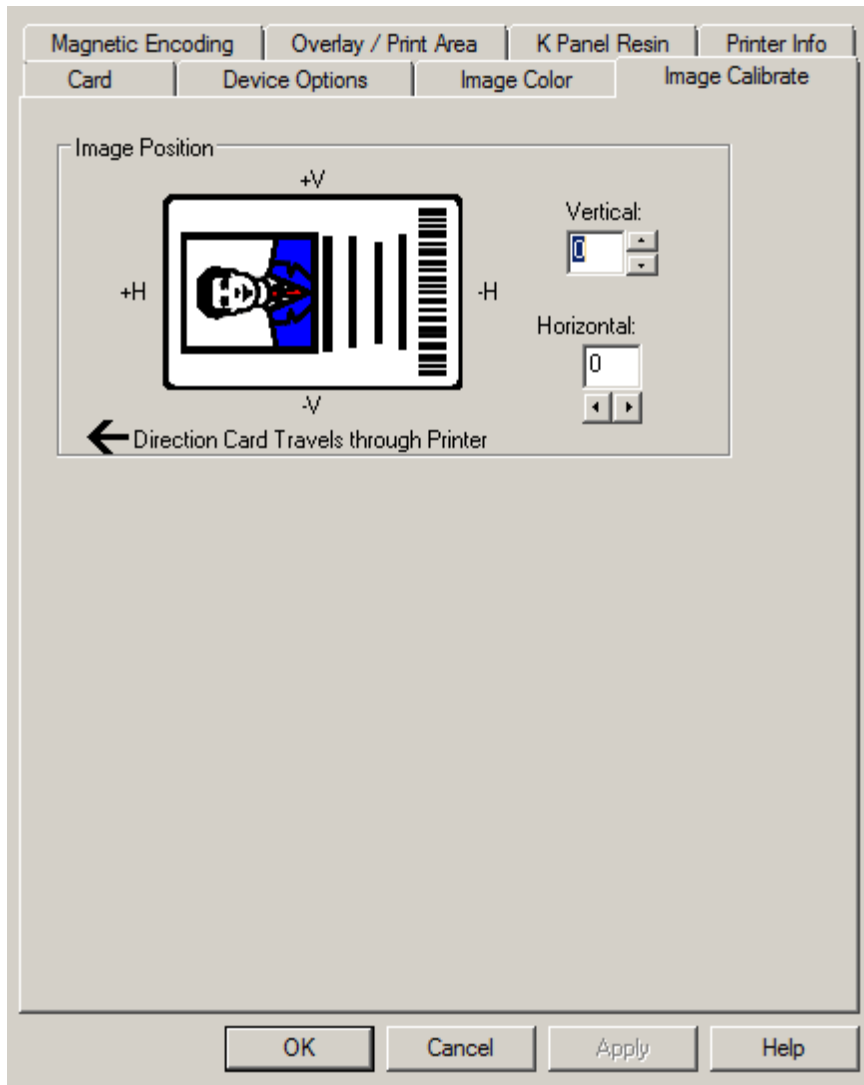 Magnetic Encoding
Overlay / Print Area
K Panel Resin
Printer Info
Card
Device Options
Image Color
Image Calibrate
Image Position
+V
+H
-H
-V
Direction Card Travels through Printer
Vertical:
0
Horizontal:
0
OK
Cancel
Apply
Help